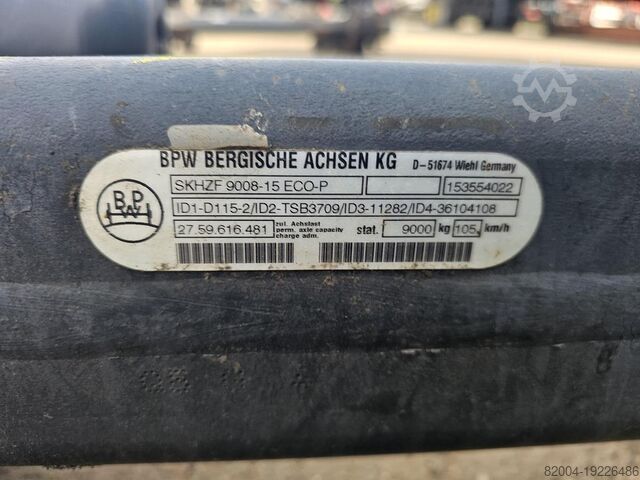 BPW BERGISCHE ACHSEN KG D-51674 Wiehl Germany
BPW
SKHZF 9008-15 ECO-P 153554022
ID1-D115-2/ID2-TSB3709/ID3-11282/ID4-36104108
27.59.616.481 zul. Achslast perm. axle capacity charge adm. stat. 9000 kg 105 km/h
82004-19226486